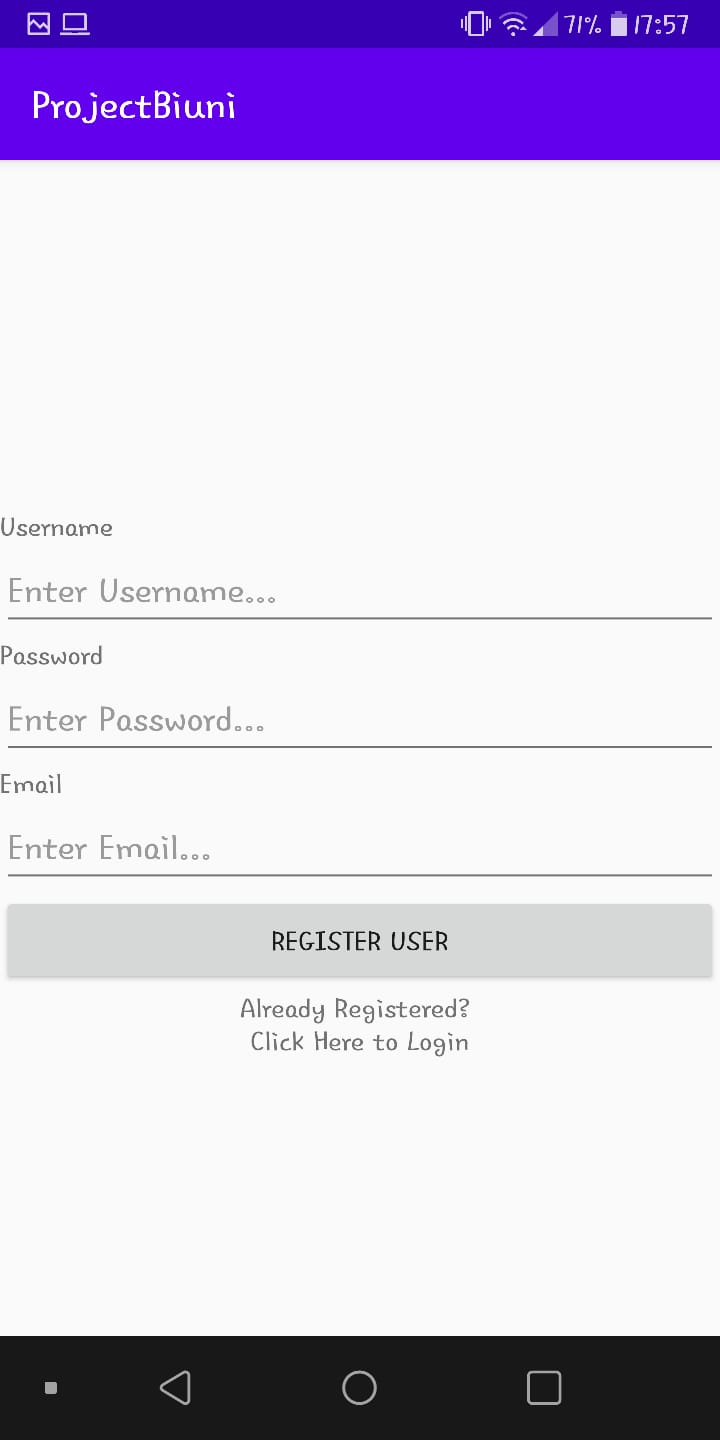 71% 17:57
ProjectBiuni
Username
Enter Username...
Password
Enter Password...
Email
Enter Email...
REGISTER USER
Already Registered?
Click Here to Login